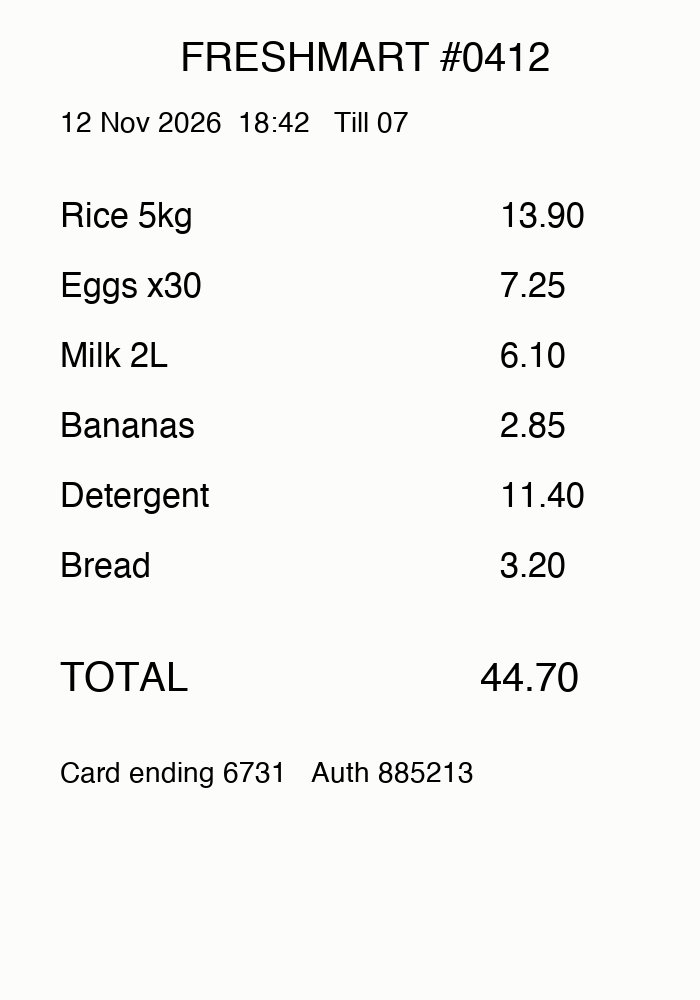 FRESHMART #0412
12 Nov 2026 18:42 Till 07
Rice 5kg 13.90
Eggs x30 7.25
Milk 2L 6.10
Bananas 2.85
Detergent 11.40
Bread 3.20
TOTAL 44.70
Card ending 6731 Auth 885213